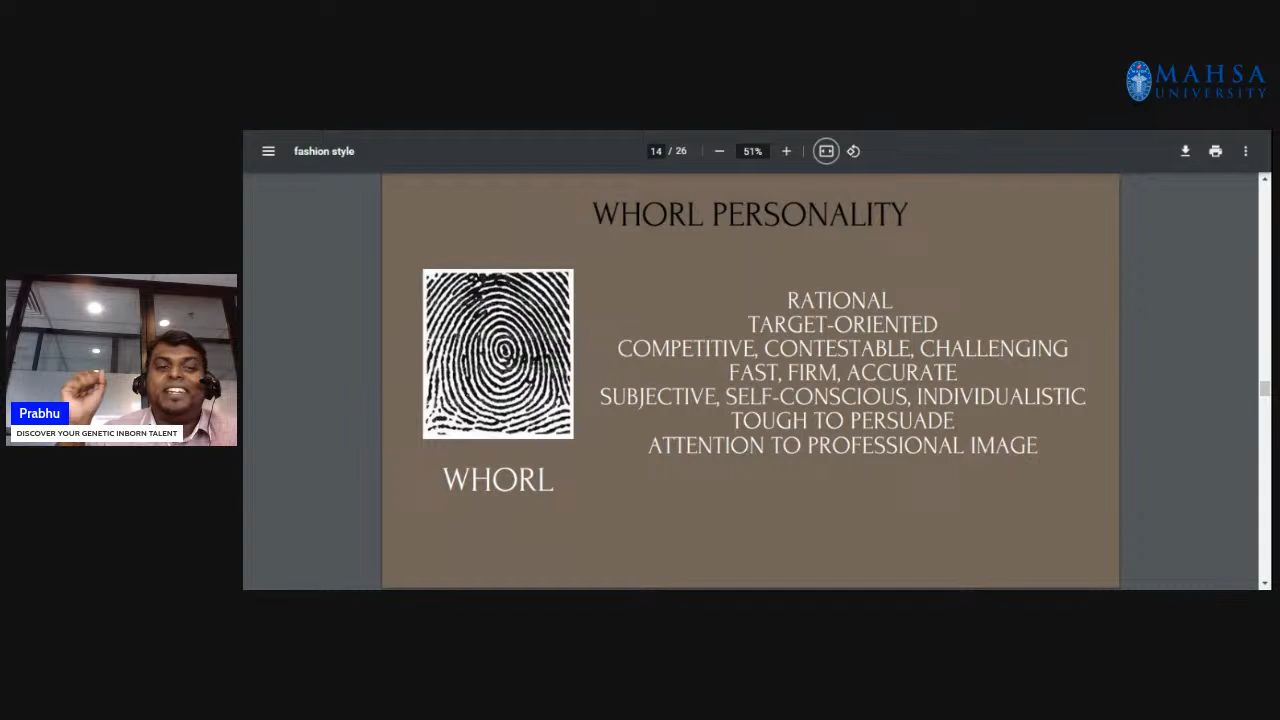 MAHSA
UNIVERSITY
fashion style
14 / 26
51%
WHORL PERSONALITY
RATIONAL
TARGET-ORIENTED
COMPETITIVE, CONTESTABLE, CHALLENGING
FAST, FIRM, ACCURATE
SUBJECTIVE, SELF-CONSCIOUS, INDIVIDUALISTIC
TOUGH TO PERSUADE
ATTENTION TO PROFESSIONAL IMAGE
WHORL
Prabhu
DISCOVER YOUR GENETIC INBORN TALENT